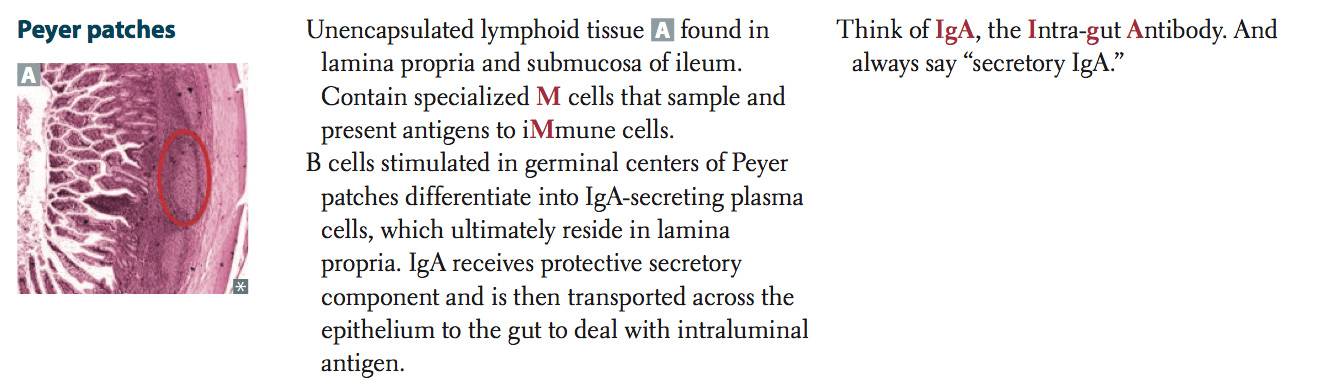 Peyer patches
A
Unencapsulated lymphoid tissue A found in
lamina propria and submucosa of ileum.
Contain specialized M cells that sample and
present antigens to iMmune cells.
B cells stimulated in germinal centers of Peyer
patches differentiate into IgA-secreting plasma
cells, which ultimately reside in lamina
propria. IgA receives protective secretory
component and is then transported across the
epithelium to the gut to deal with intraluminal
antigen.
Think of IgA, the Intra-gut Antibody. And
always say “secretory IgA.”